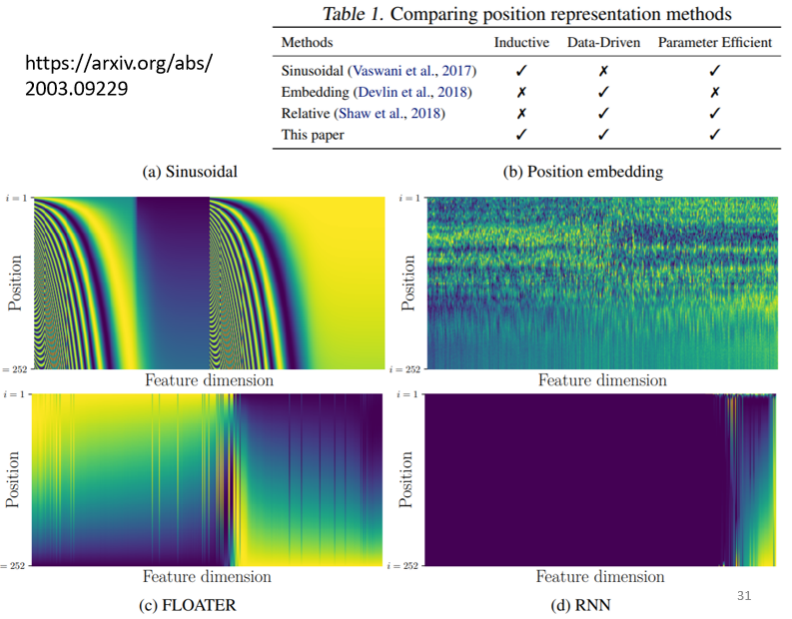 Table 1. Comparing position representation methods
https://arxiv.org/abs/
2003.09229
Methods Inductive Data-Driven Parameter Efficient
Sinusoidal (Vaswani et al., 2017) ✓ ✗ ✓
Embedding (Devlin et al., 2018) ✗ ✓ ✗
Relative (Shaw et al., 2018) ✗ ✓ ✓
This paper ✓ ✓ ✓
(a) Sinusoidal
i = 1
Position
= 252
Feature dimension
(b) Position embedding
i = 1
Position
i = 252
Feature dimension
i = 1
Position
= 252
Feature dimension
(c) FLOATER
i = 1
Position
i = 252
Feature dimension
(d) RNN
31